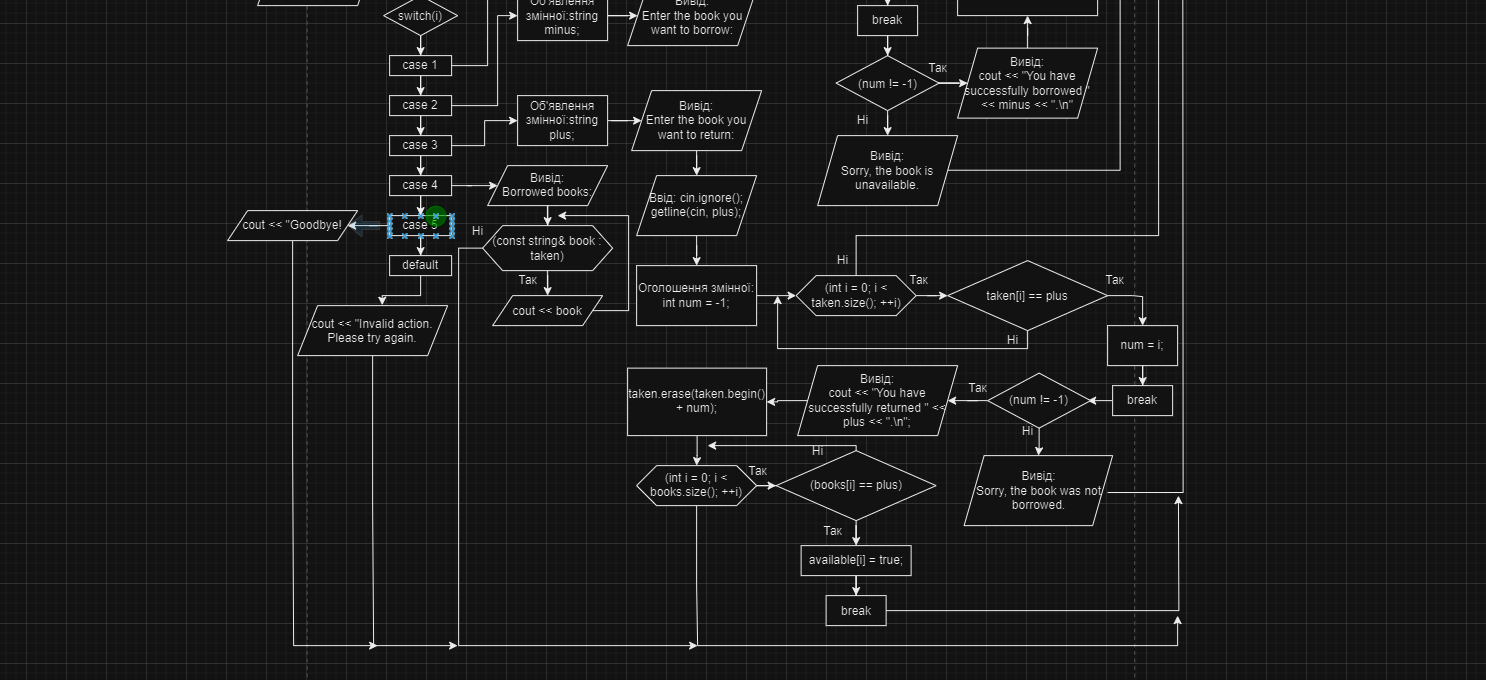 switch(i)
case 1
case 2
case 3
case 4
case 5
default
cout << "Goodbye!
cout << "Invalid action.
Please try again.
Об'явлення
змінної:string
minus;
Вивід:
Enter the book you
want to borrow:
Об'явлення
змінної:string
plus;
Вивід:
Enter the book you
want to return:
Вивід:
Borrowed books:
Ні
(const string& book :
taken)
Так
cout << book
Ввід: cin.ignore();
getline(cin, plus);
Оголошення змінної:
int num = -1;
break
(num != -1)
Так
Вивід:
cout << "You have
successfully borrowed "
<< minus << ".\n"
Ні
Вивід:
Sorry, the book is
unavailable.
Ні
(int i = 0; i <
taken.size(); ++i)
Так
taken[i] == plus
Так
Ні
num = i;
break
(num != -1)
Так
Ні
Вивід:
cout << "You have
successfully returned " <<
plus << ".\n";
taken.erase(taken.begin()
+ num);
Вивід:
Sorry, the book was not
borrowed.
(int i = 0; i <
books.size(); ++i)
Так
Ні
(books[i] == plus)
Так
available[i] = true;
break